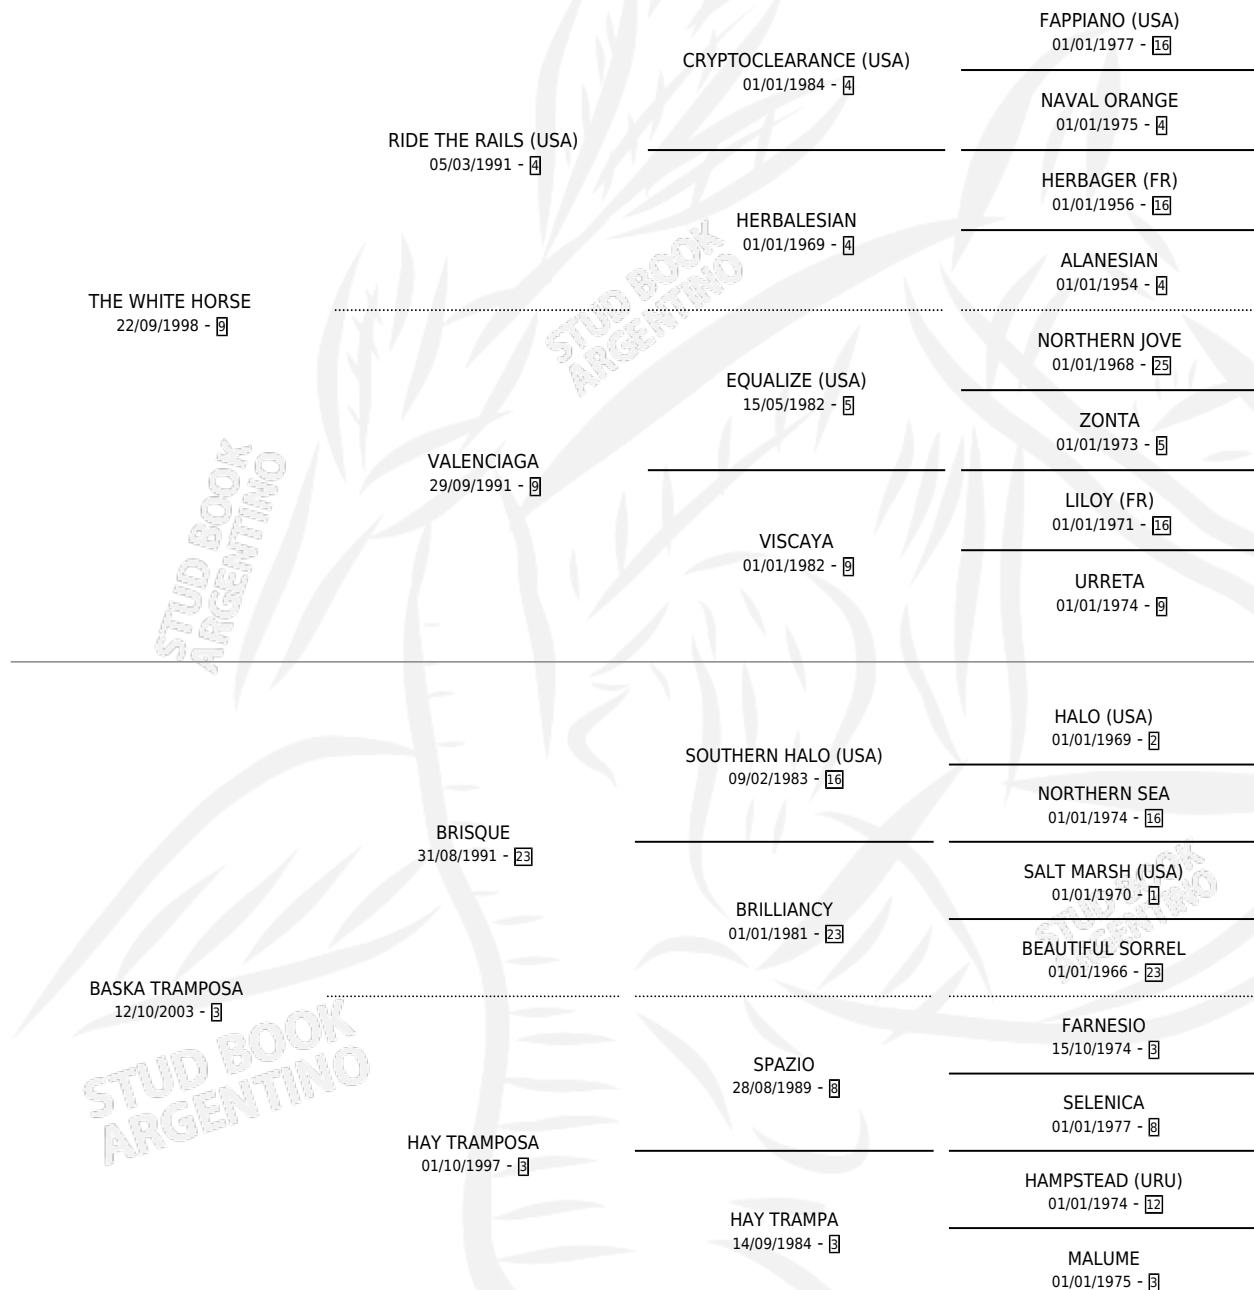 FAPPIANO (USA)
01/01/1977 - 16
CRYPTOCLEARANCE (USA)
01/01/1984 - 4
NAVAL ORANGE
01/01/1975 - 4
RIDE THE RAILS (USA)
05/03/1991 - 4
HERBAGER (FR)
01/01/1956 - 16
HERBALESIAN
01/01/1969 - 4
ALANESIAN
01/01/1954 - 4
THE WHITE HORSE
22/09/1998 - 9
NORTHERN JOVE
01/01/1968 - 25
EQUALIZE (USA)
15/05/1982 - 5
ZONTA
01/01/1973 - 5
VALENCIAGA
29/09/1991 - 9
LILOY (FR)
01/01/1971 - 16
VISCAYA
01/01/1982 - 9
URRETA
01/01/1974 - 9
HALO (USA)
01/01/1969 - 2
SOUTHERN HALO (USA)
09/02/1983 - 16
NORTHERN SEA
01/01/1974 - 16
BRISQUE
31/08/1991 - 23
SALT MARSH (USA)
01/01/1970 - 1
BRILLIANCY
01/01/1981 - 23
BEAUTIFUL SORREL
01/01/1966 - 23
BASKA TRAMPOSA
12/10/2003 - 3
FARNESIO
15/10/1974 - 3
SPAZIO
28/08/1989 - 8
SELENICA
01/01/1977 - 8
HAY TRAMPOSA
01/10/1997 - 3
HAMPSTEAD (URU)
01/01/1974 - 12
HAY TRAMPA
14/09/1984 - 3
MALUME
01/01/1975 - 3
STUD BOOK
ARGENTINO
STUD BOOK
ARGENTINO
STUD BOOK
ARGENTINO
STUD BOOK
ARGENTINO